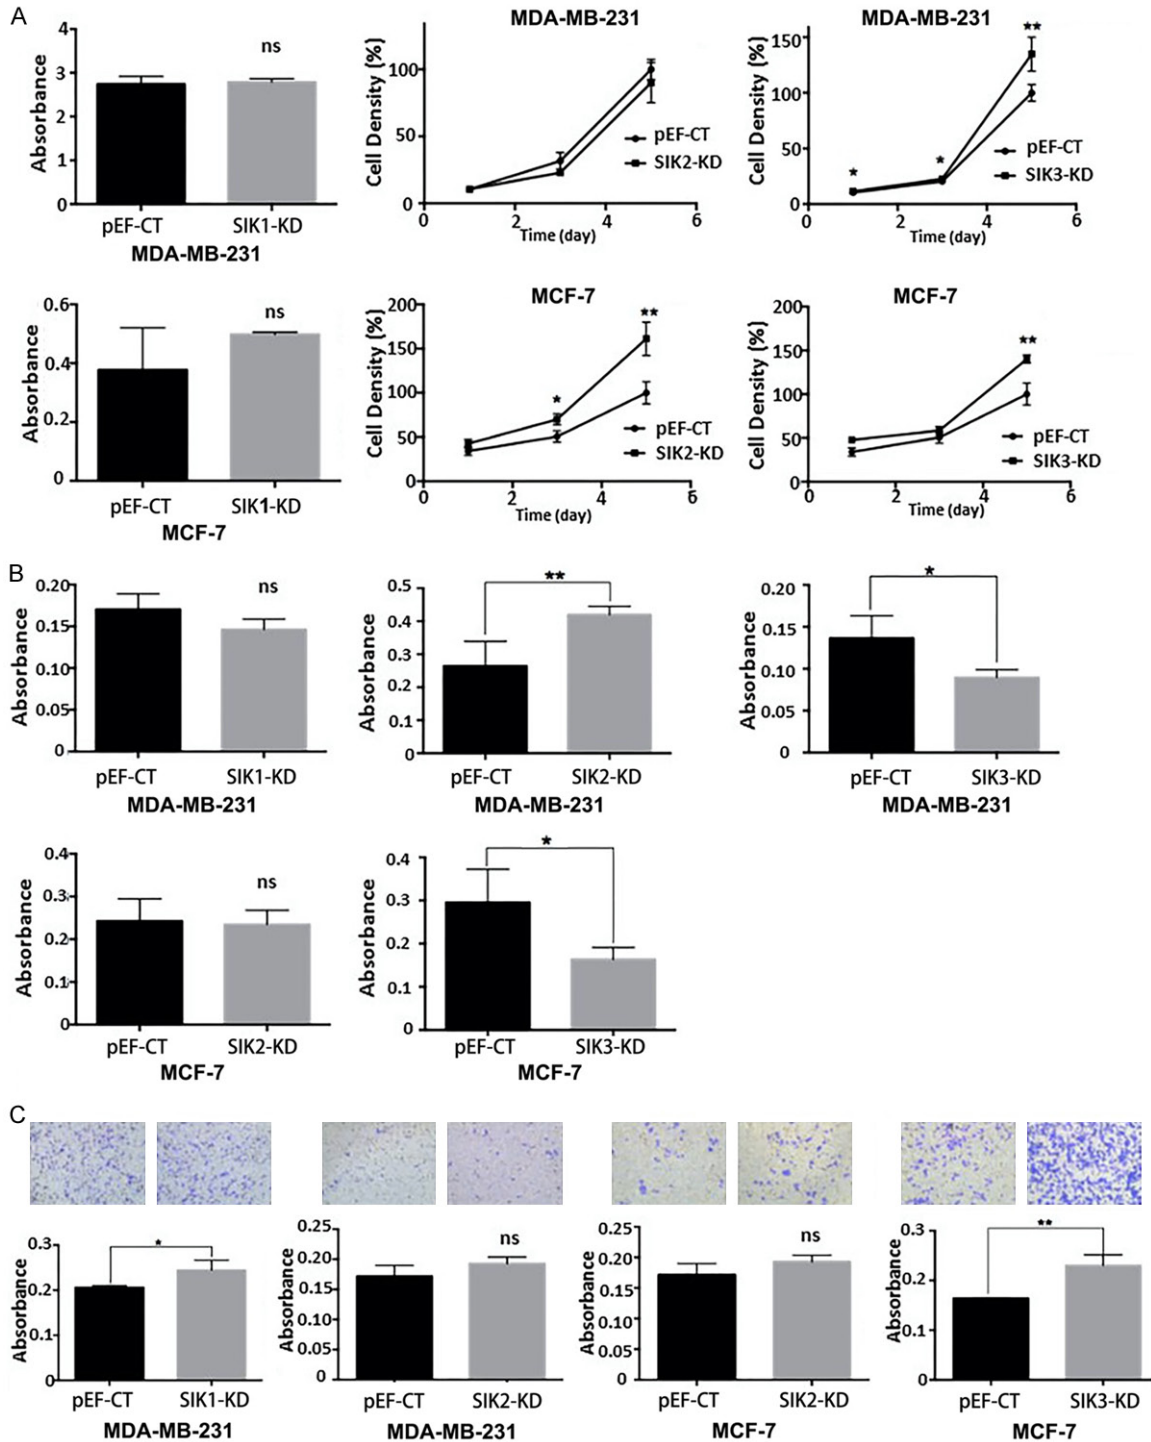 A
MDA-MB-231
MDA-MB-231
4
3
2
1
0
Absorbance
ns
pEF-CT
SIK1-KD
MDA-MB-231
100
50
0
Cell Density (%)
pEF-CT
SIK2-KD
0
2
4
6
Time (day)
150
100
50
0
Cell Density (%)
*
*
**
pEF-CT
SIK3-KD
0
2
4
6
Time (day)
0.6
0.4
0.2
0
Absorbance
ns
pEF-CT
SIK1-KD
MCF-7
MCF-7
200
150
100
50
0
Cell Density (%)
*
**
pEF-CT
SIK2-KD
0
2
4
6
Time (day)
MCF-7
200
150
100
50
0
Cell Density (%)
**
pEF-CT
SIK3-KD
0
2
4
6
Time (day)
B
0.20
0.15
0.10
0.05
0
Absorbance
ns
pEF-CT
SIK1-KD
MDA-MB-231
0.5
0.4
0.3
0.2
0.1
0
Absorbance
**
pEF-CT
SIK2-KD
MDA-MB-231
0.20
0.15
0.10
0.05
0
Absorbance
*
pEF-CT
SIK3-KD
MDA-MB-231
0.4
0.3
0.2
0.1
0
Absorbance
ns
pEF-CT
SIK2-KD
MCF-7
0.4
0.3
0.2
0.1
0
Absorbance
*
pEF-CT
SIK3-KD
MCF-7
C
0.3
0.2
0.1
0
Absorbance
*
pEF-CT
SIK1-KD
MDA-MB-231
0.25
0.20
0.15
0.10
0.05
0
Absorbance
ns
pEF-CT
SIK2-KD
MDA-MB-231
0.25
0.20
0.15
0.10
0.05
0
Absorbance
ns
pEF-CT
SIK2-KD
MCF-7
0.3
0.2
0.1
0
Absorbance
**
pEF-CT
SIK3-KD
MCF-7